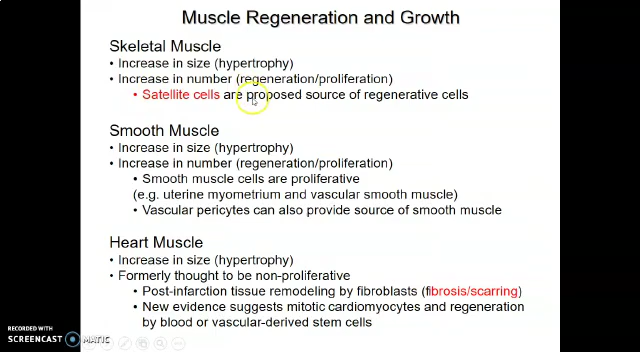 Muscle Regeneration and Growth
Skeletal Muscle
• Increase in size (hypertrophy)
• Increase in number (regeneration/proliferation)
• Satellite cells are proposed source of regenerative cells
Smooth Muscle
• Increase in size (hypertrophy)
• Increase in number (regeneration/proliferation)
• Smooth muscle cells are proliferative
(e.g. uterine myometrium and vascular smooth muscle)
• Vascular pericytes can also provide source of smooth muscle
Heart Muscle
• Increase in size (hypertrophy)
• Formerly thought to be non-proliferative
• Post-infarction tissue remodeling by fibroblasts (fibrosis/scarring)
• New evidence suggests mitotic cardiomyocytes and regeneration
by blood or vascular-derived stem cells
RECORDED WITH
SCREENCAST MATIC